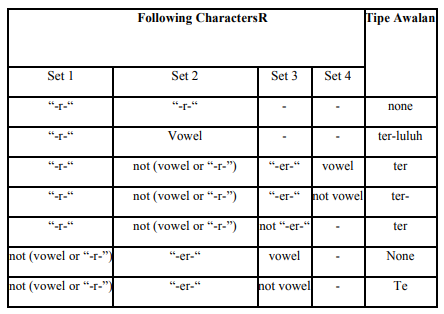 Following CharactersR Tipe Awalan
Set 1 Set 2 Set 3 Set 4
“-r-“ “-r-“ - - none
“-r-“ Vowel - - ter-luluh
“-r-“ not (vowel or “-r-”) “-er-“ vowel ter
“-r-“ not (vowel or “-r-”) “-er-“ not vowel ter-
“-r-“ not (vowel or “-r-”) not “-er-“ - ter
not (vowel or “-r-”) “-er-“ vowel - None
not (vowel or “-r-”) “-er-“ not vowel - Te